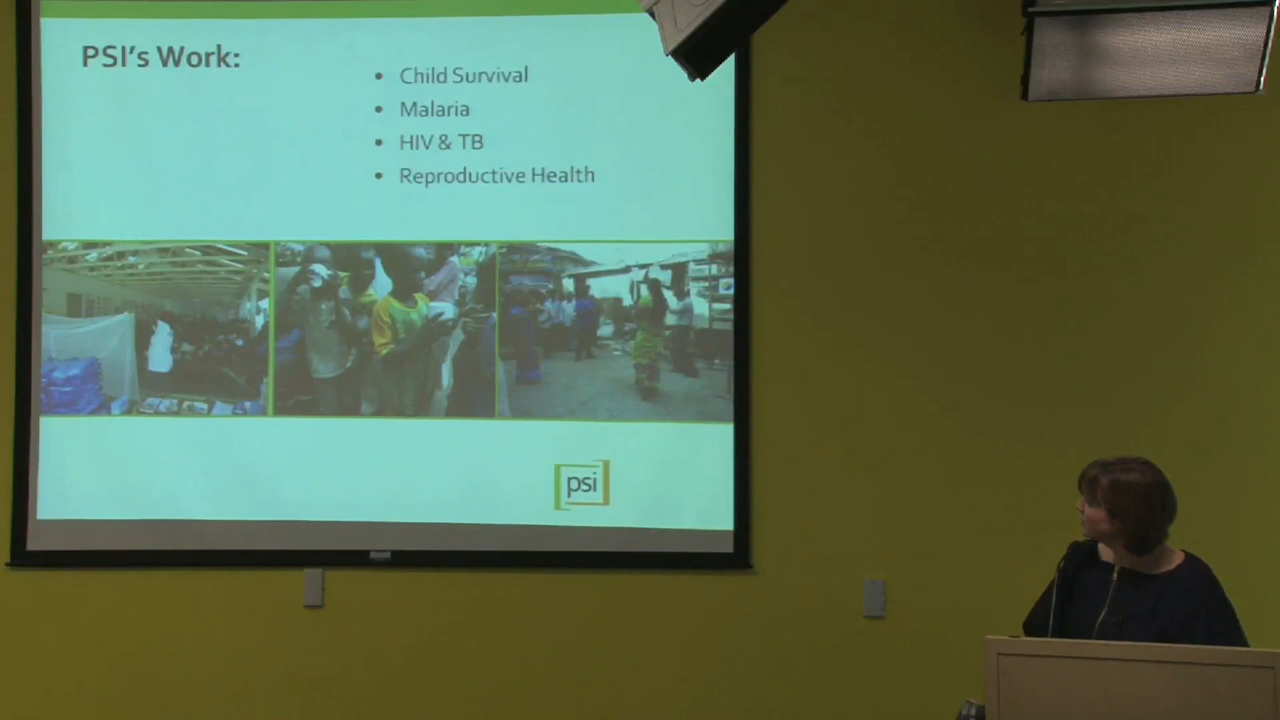 PSI's Work:
• Child Survival
• Malaria
• HIV & TB
• Reproductive Health
psi